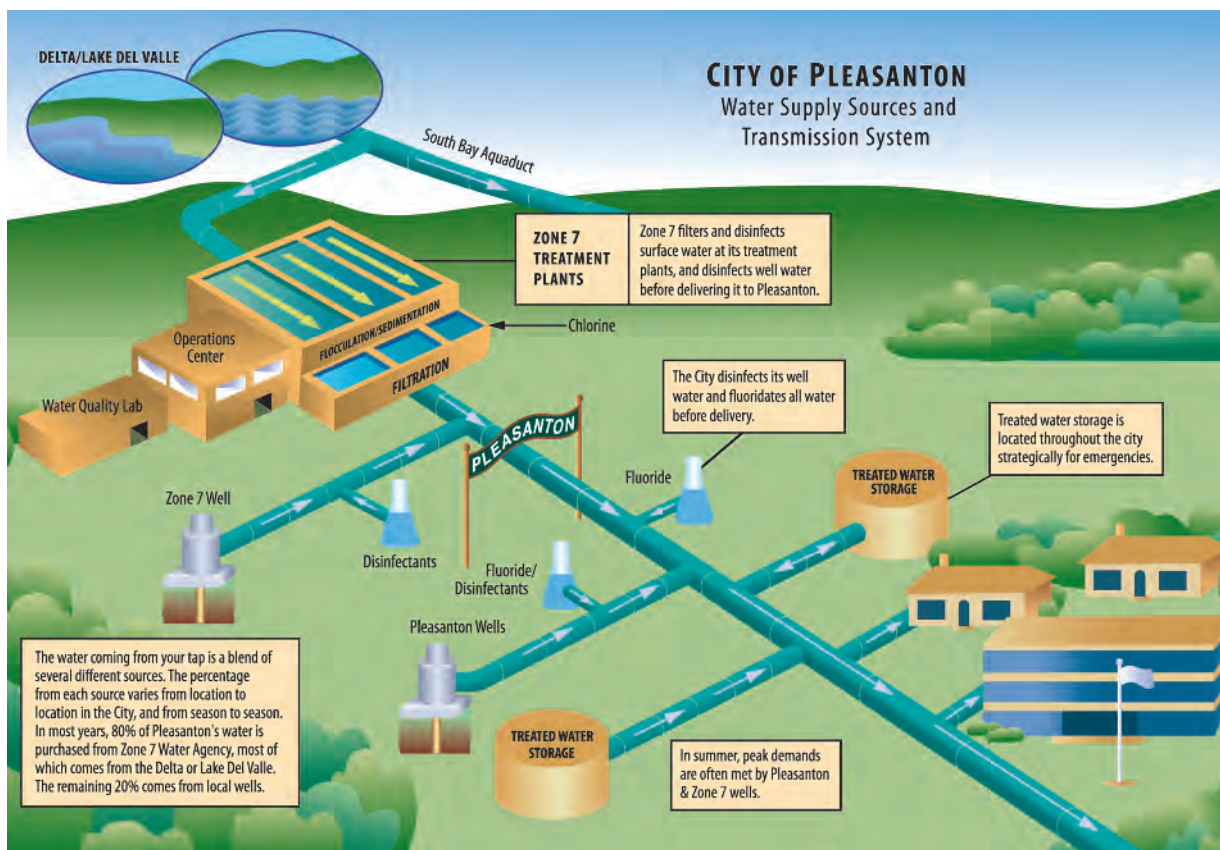 DELTA/LAKE DEL VALLE
CITY OF PLEASANTON
Water Supply Sources and
Transmission System
South Bay Aquaduct
ZONE 7
TREATMENT
PLANTS
Zone 7 filters and disinfects
surface water at its treatment
plants, and disinfects well water
before delivering it to Pleasanton.
FLOCCULATION/SEDIMENTATION
Chlorine
Operations
Center
FILTRATION
Water Quality Lab
The City disinfects its well
water and fluoridates all water
before delivery.
PLEASANTON
Treated water storage is
located throughout the city
strategically for emergencies.
TREATED WATER
STORAGE
Fluoride
Zone 7 Well
Disinfectants
Fluoride/
Disinfectants
Pleasanton Wells
The water coming from your tap is a blend of
several different sources. The percentage
from each source varies from location to
location in the City, and from season to season.
In most years, 80% of Pleasanton's water is
purchased from Zone 7 Water Agency, most of
which comes from the Delta or Lake Del Valle.
The remaining 20% comes from local wells.
TREATED WATER
STORAGE
In summer, peak demands
are often met by Pleasanton
& Zone 7 wells.